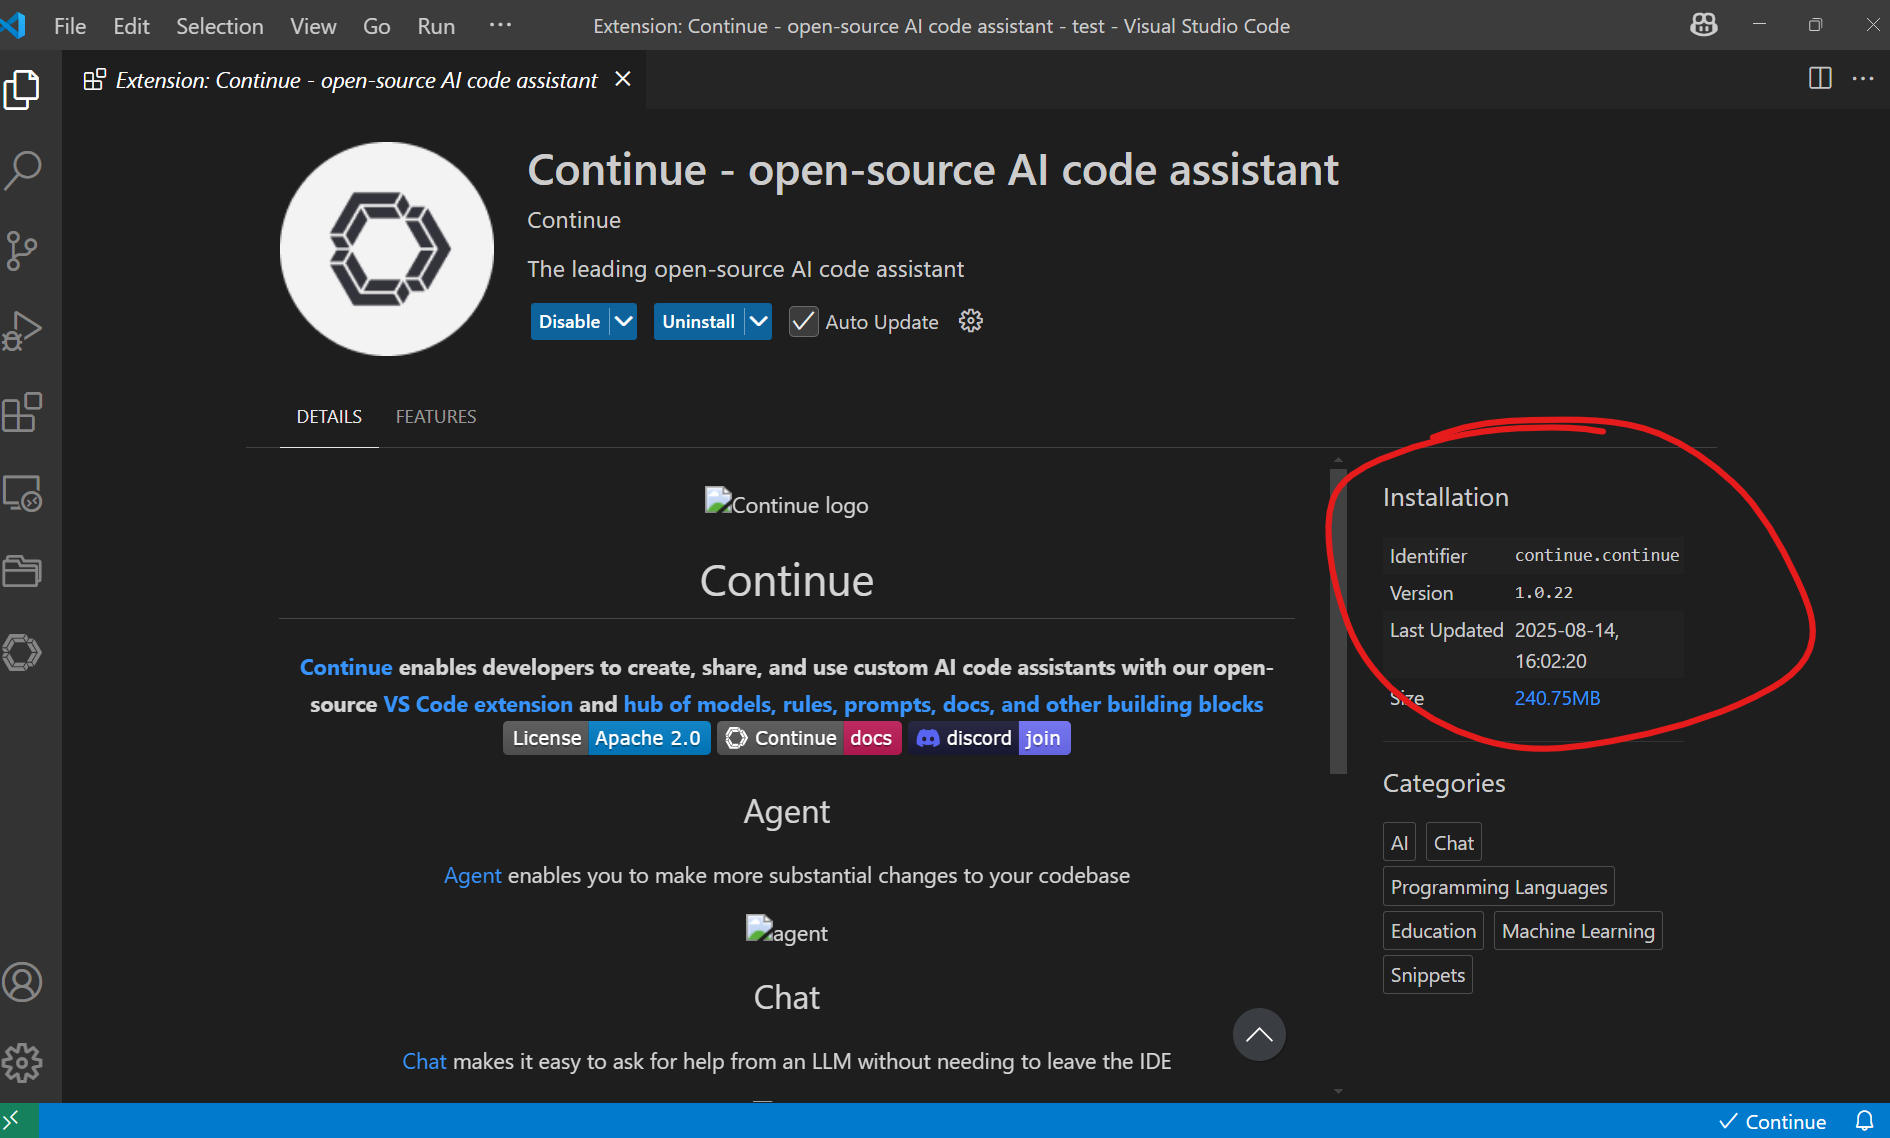 File Edit Selection View Go Run ···
Extension: Continue - open-source AI code assistant - test - Visual Studio Code
Extension: Continue - open-source AI code assistant
Continue - open-source AI code assistant
Continue
The leading open-source AI code assistant
Disable
Uninstall
Auto Update
DETAILS
FEATURES
Continue logo
Continue
Continue enables developers to create, share, and use custom AI code assistants with our open-
source VS Code extension and hub of models, rules, prompts, docs, and other building blocks
License Apache 2.0 Continue docs discord join
Agent
Agent enables you to make more substantial changes to your codebase
agent
Chat
Chat makes it easy to ask for help from an LLM without needing to leave the IDE
Installation
Identifier continue.continue
Version 1.0.22
Last Updated 2025-08-14,
16:02:20
Size 240.75MB
Categories
AI Chat
Programming Languages
Education Machine Learning
Snippets
Continue